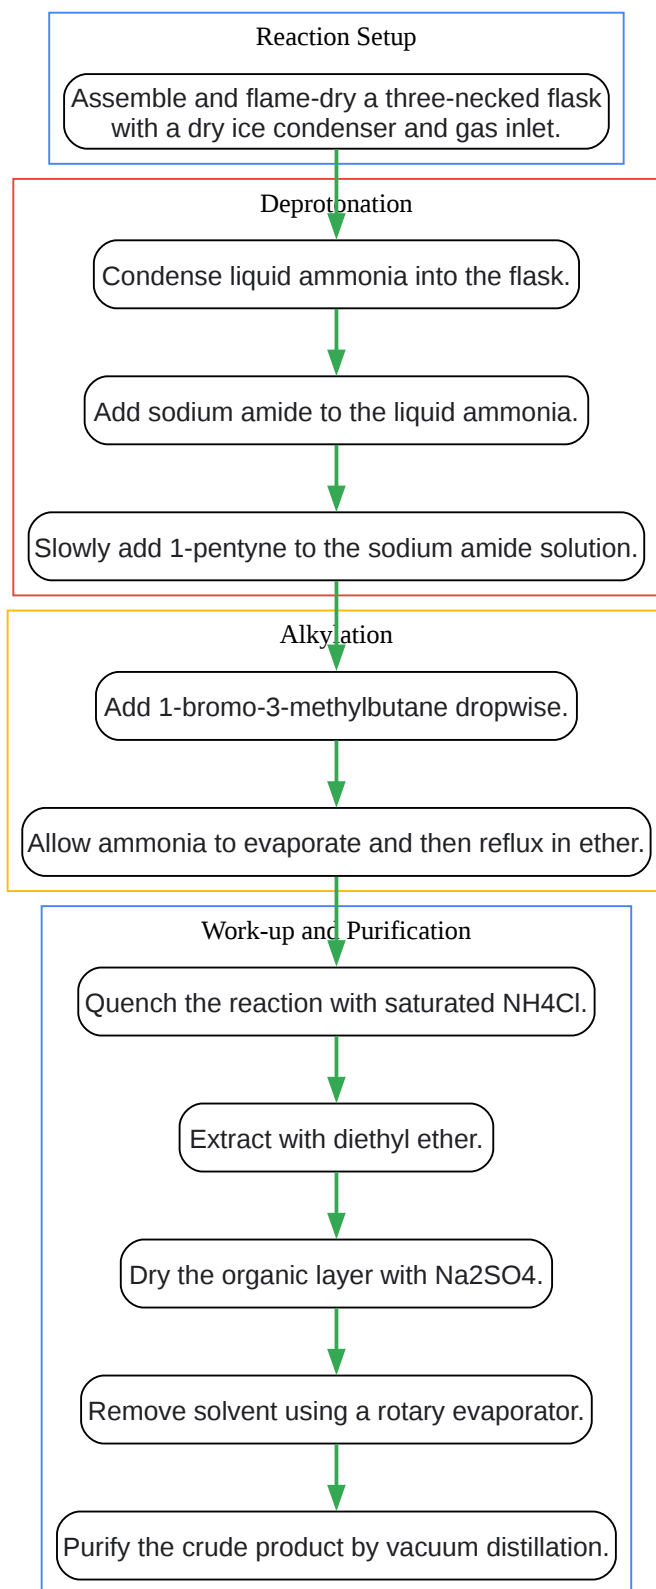 Reaction Setup
Assemble and flame-dry a three-necked flask
with a dry ice condenser and gas inlet.
Deprotonation
Condense liquid ammonia into the flask.
Add sodium amide to the liquid ammonia.
Slowly add 1-pentyne to the sodium amide solution.
Alkylation
Add 1-bromo-3-methylbutane dropwise.
Allow ammonia to evaporate and then reflux in ether.
Work-up and Purification
Quench the reaction with saturated NH4Cl.
Extract with diethyl ether.
Dry the organic layer with Na2SO4.
Remove solvent using a rotary evaporator.
Purify the crude product by vacuum distillation.